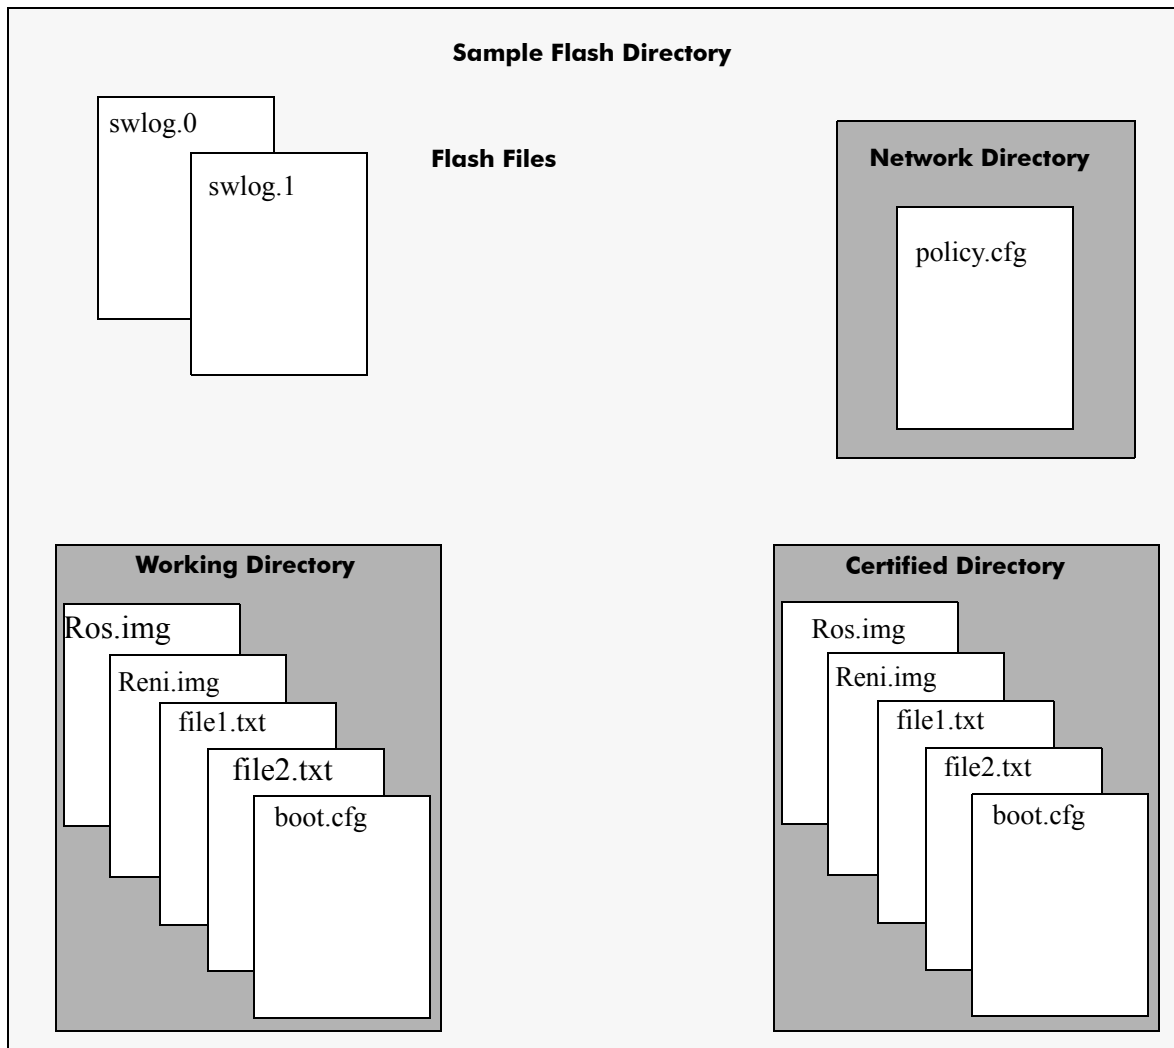 Sample Flash Directory
swlog.0
swlog.1
Flash Files
Network Directory
policy.cfg
Working Directory
Ros.img
Reni.img
file1.txt
file2.txt
boot.cfg
Certified Directory
Ros.img
Reni.img
file1.txt
file2.txt
boot.cfg